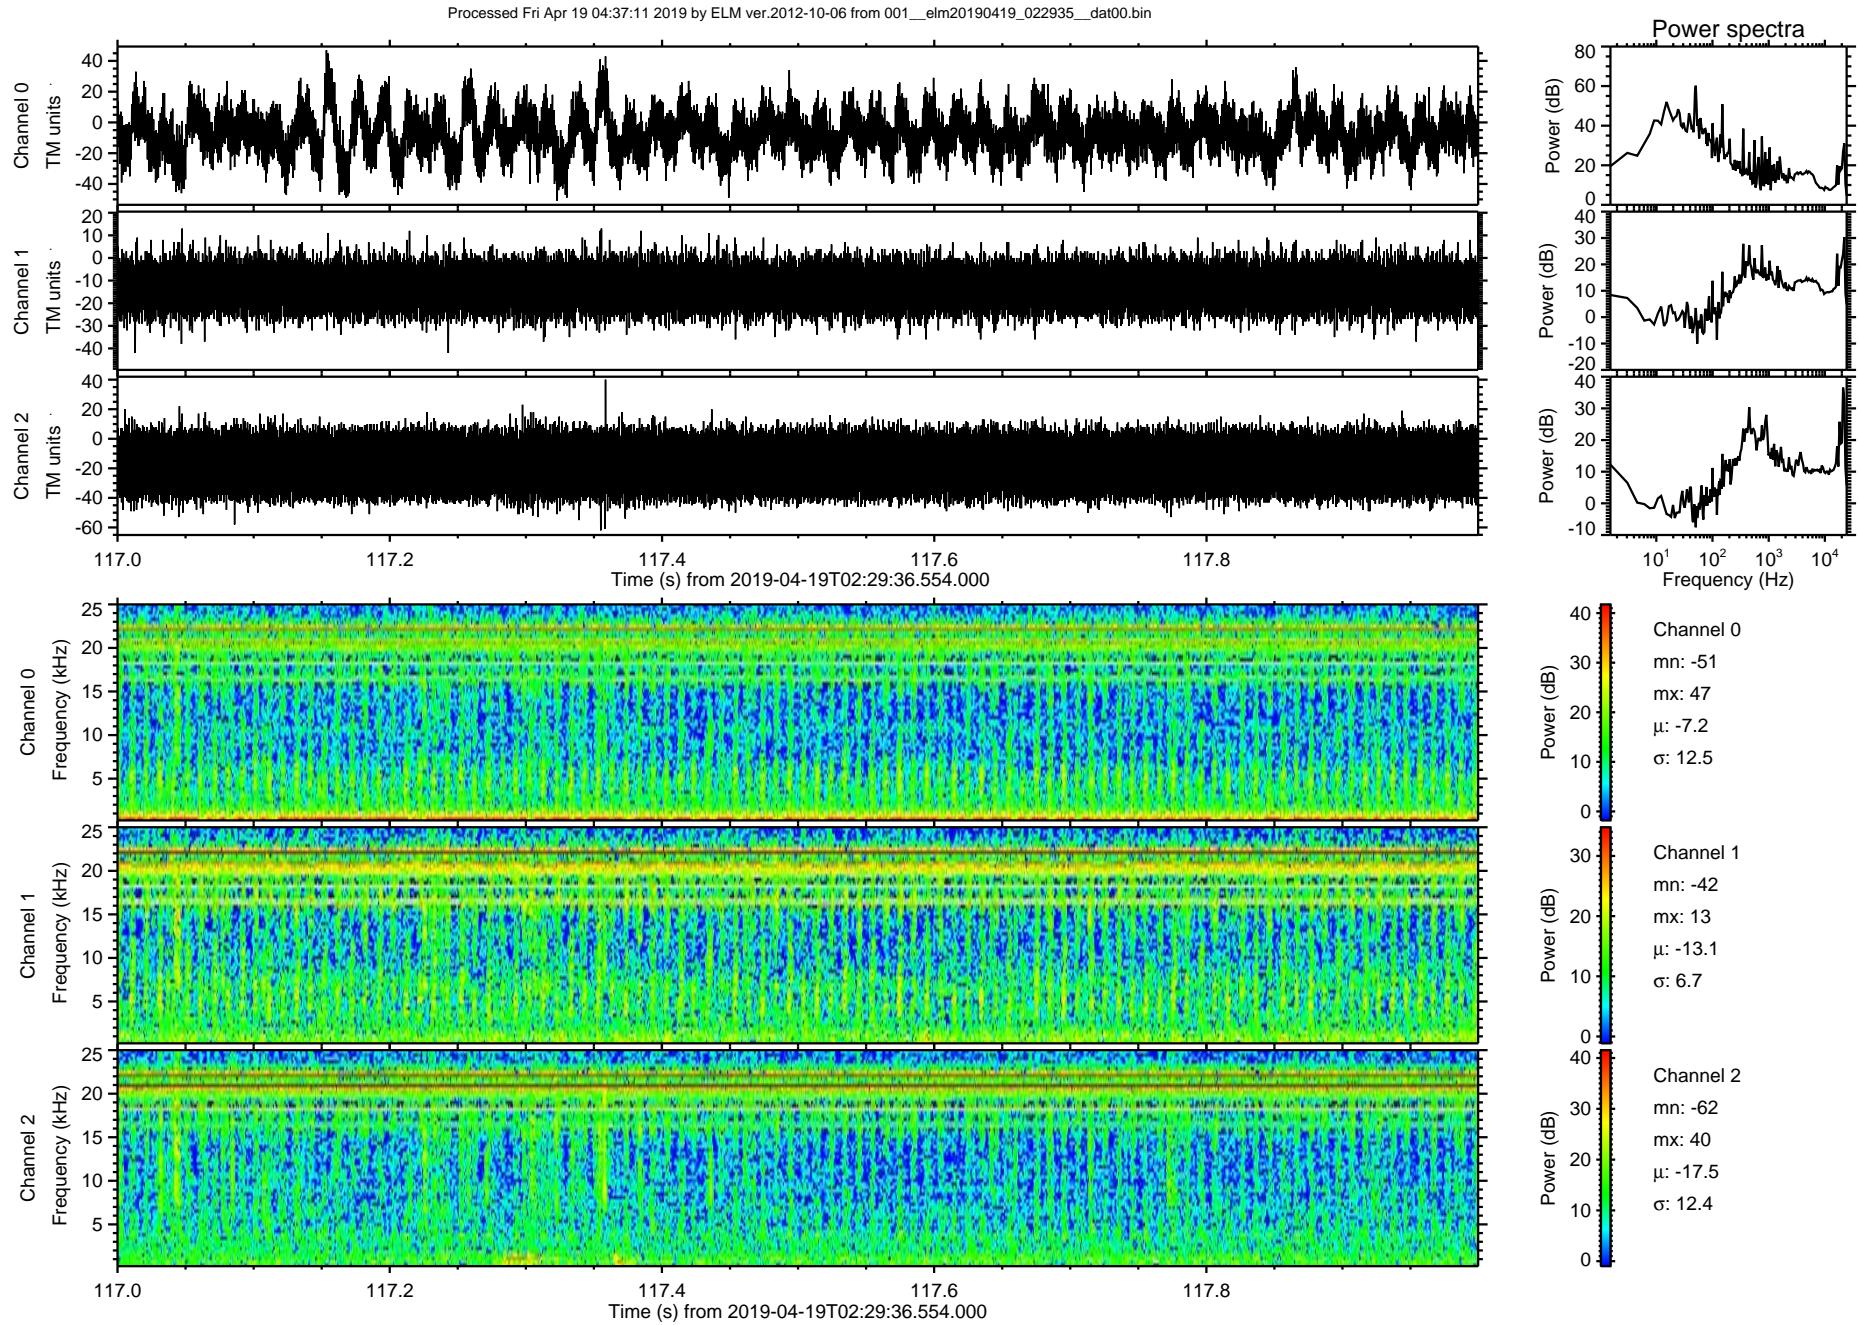 Processed Fri Apr 19 04:37:11 2019 by ELM ver.2012-10-06 from 001__elm20190419_022935__dat00.bin
Power spectra
Channel 0
TM units
40
20
0
-20
-40
Power (dB)
80
60
40
20
0
Channel 1
TM units
20
10
0
-10
-20
-30
-40
Power (dB)
40
30
20
10
0
-10
-20
Channel 2
TM units
40
20
0
-20
-40
-60
Power (dB)
40
30
20
10
0
-10
117.0 117.2 117.4 117.6 117.8
Time (s) from 2019-04-19T02:29:36.554.000
10¹ 10² 10³ 10⁴
Frequency (Hz)
Channel 0
Frequency (kHz)
25
20
15
10
5
Power (dB)
40
30
20
10
0
Channel 0
mn: -51
mx: 47
μ: -7.2
σ: 12.5
Channel 1
Frequency (kHz)
25
20
15
10
5
Power (dB)
30
20
10
0
Channel 1
mn: -42
mx: 13
μ: -13.1
σ: 6.7
Channel 2
Frequency (kHz)
25
20
15
10
5
Power (dB)
40
30
20
10
0
Channel 2
mn: -62
mx: 40
μ: -17.5
σ: 12.4
117.0 117.2 117.4 117.6 117.8
Time (s) from 2019-04-19T02:29:36.554.000